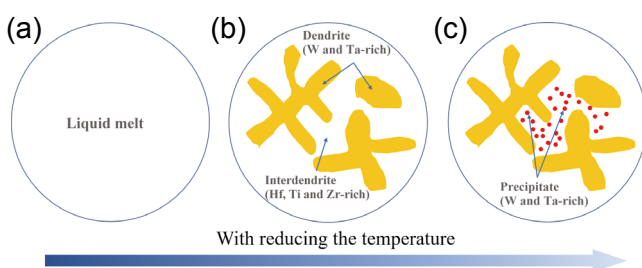 (a)
Liquid melt
(b)
Dendrite
(W and Ta-rich)
Interdendrite
(Hf, Ti and Zr-rich)
(c)
Precipitate
(W and Ta-rich)
With reducing the temperature